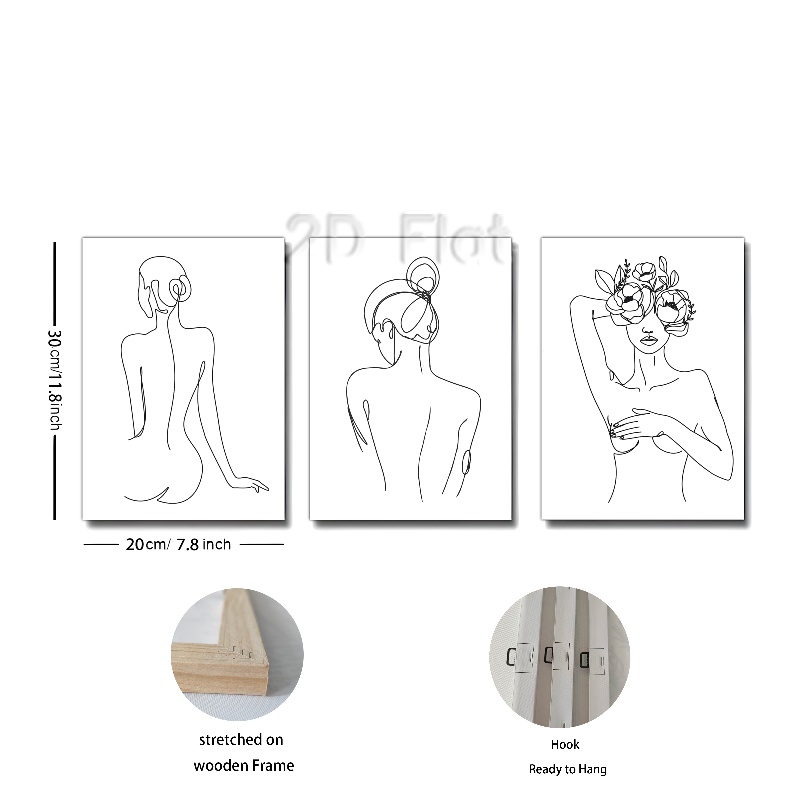 2D Flat
30cm/11.8inch
20cm/ 7.8 inch
stretched on
wooden Frame
Hook
Ready to Hang